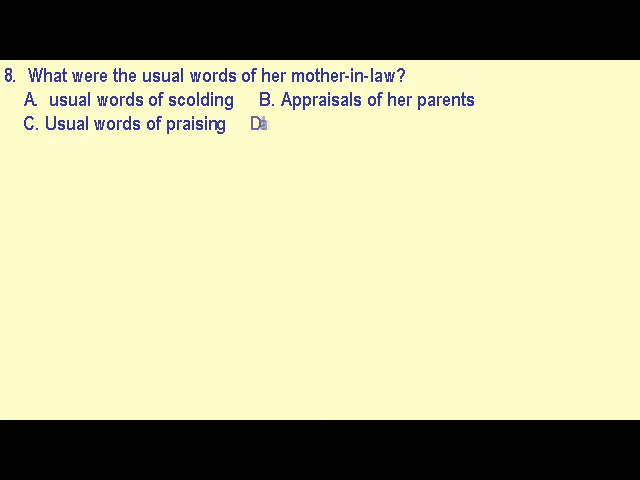 8. What were the usual words of her mother-in-law?
A. usual words of scolding B. Appraisals of her parents
C. Usual words of praising D